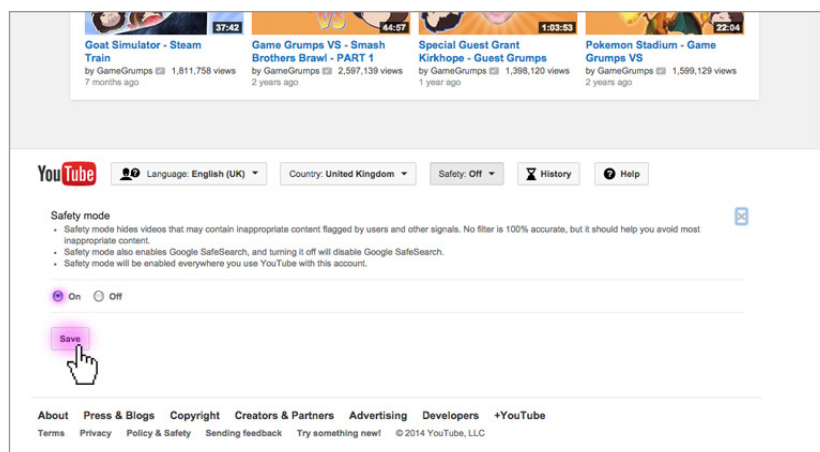 37:42
44:57
1:03:53
22:04
Goat Simulator - Steam Train
Game Grumps VS - Smash Brothers Brawl - PART 1
Special Guest Grant Kirkhope - Guest Grumps
Pokemon Stadium - Game Grumps VS
by GameGrumps 1,811,758 views
by GameGrumps 2,597,139 views
by GameGrumps 1,398,120 views
by GameGrumps 1,599,129 views
7 months ago
2 years ago
1 year ago
2 years ago
YouTube
Language: English (UK)
Country: United Kingdom
Safety: Off
History
Help
Safety mode
• Safety mode hides videos that may contain inappropriate content flagged by users and other signals. No filter is 100% accurate, but it should help you avoid most
inappropriate content.
• Safety mode also enables Google SafeSearch, and turning it off will disable Google SafeSearch.
• Safety mode will be enabled everywhere you use YouTube with this account.
On Off
Save
About Press & Blogs Copyright Creators & Partners Advertising Developers +YouTube
Terms Privacy Policy & Safety Sending feedback Try something new! © 2014 YouTube, LLC